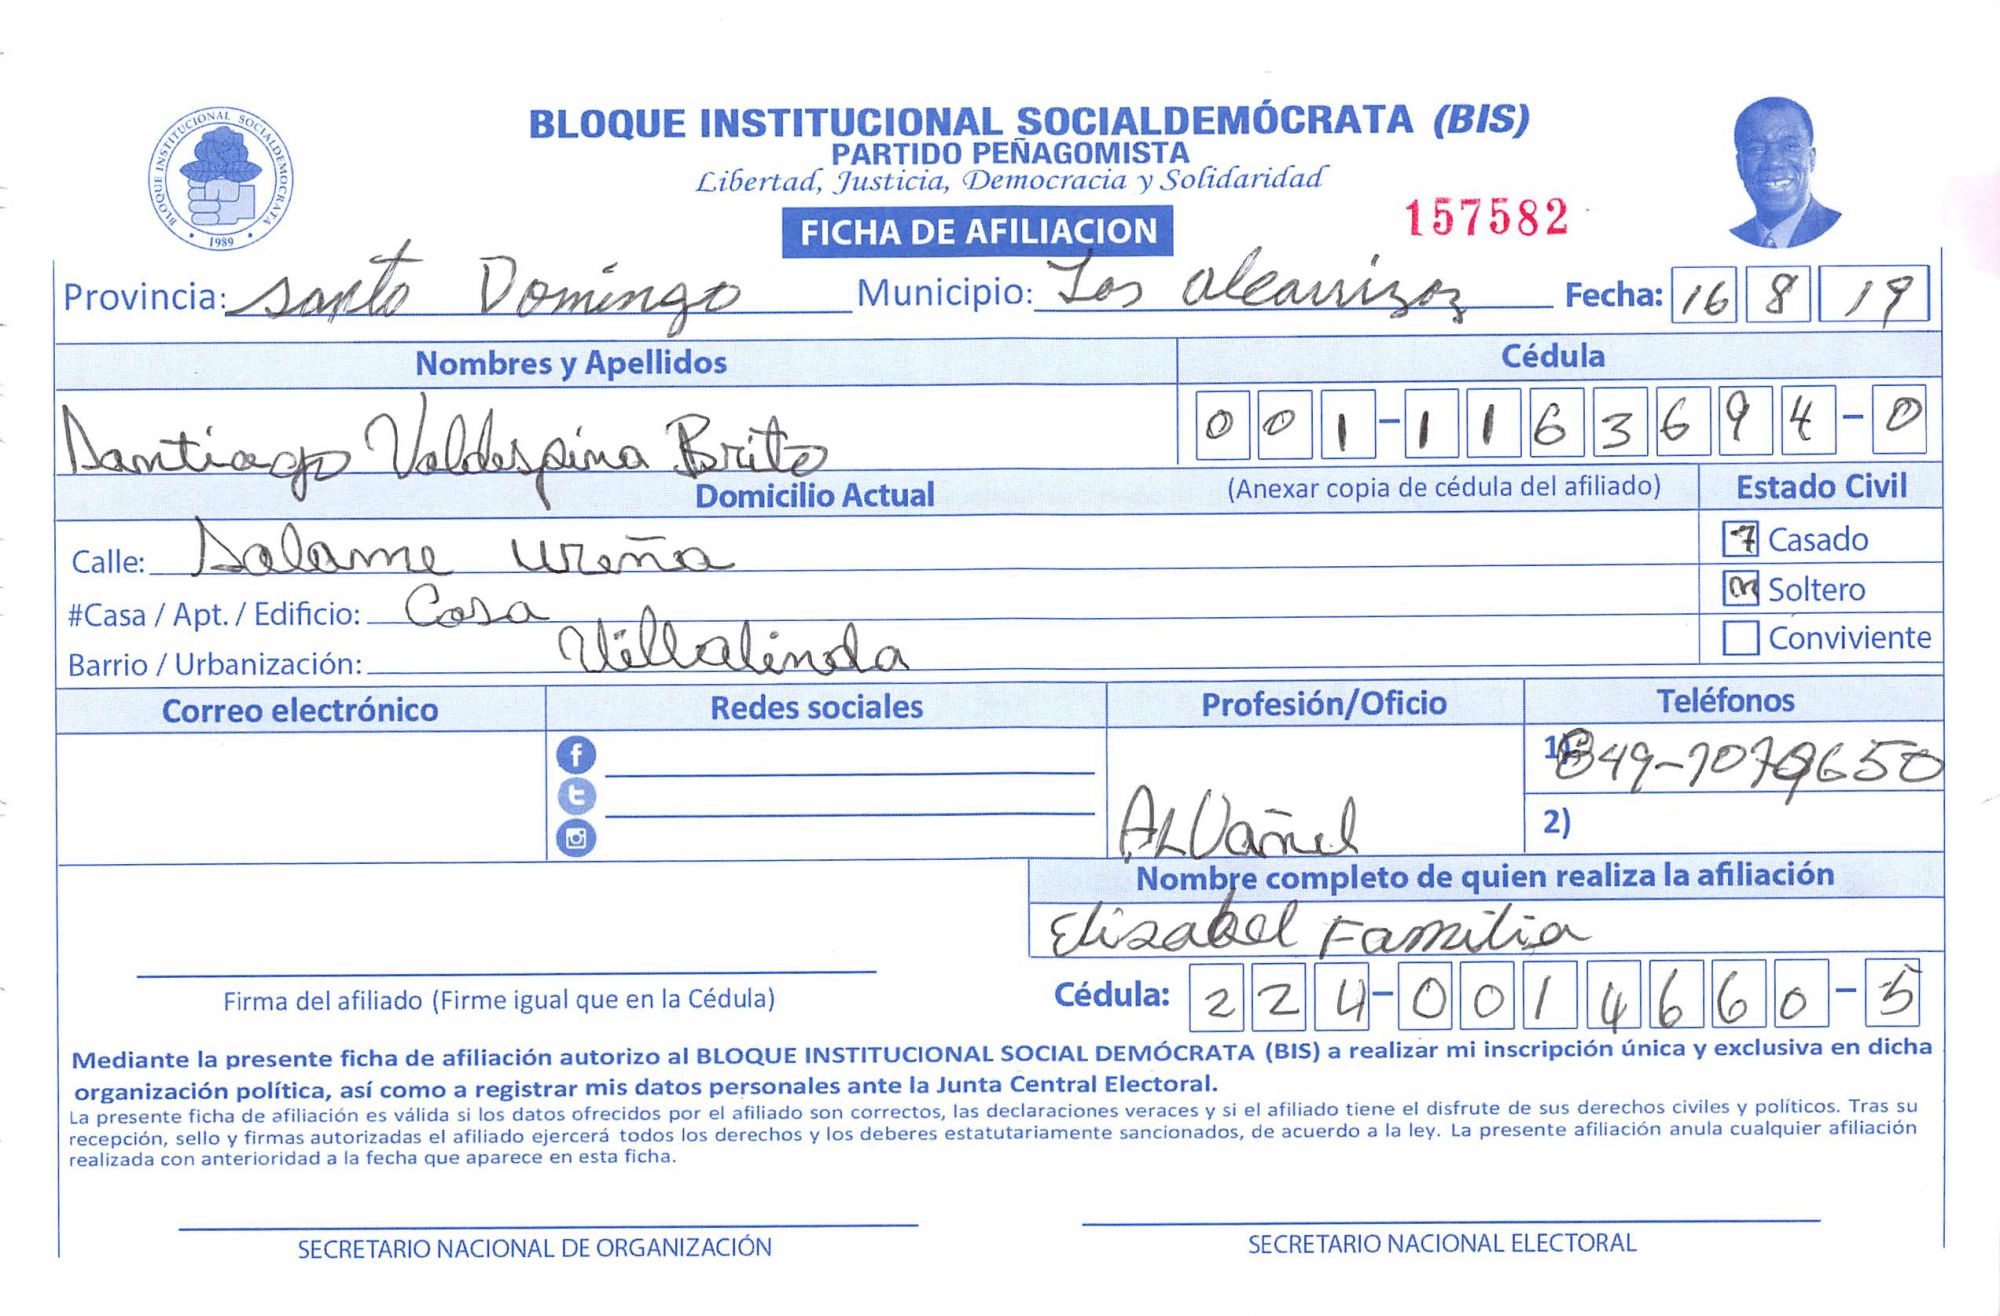 BLOQUE INSTITUCIONAL SOCIALDEMÓCRATA (BIS)
PARTIDO PEÑAGOMISTA
Libertad, Justicia, Democracia y Solidaridad
BLOQUE INSTITUCIONAL SOCIALDEMOCRATA
1989
FICHA DE AFILIACION
157582
Provincia: Santo Domingo Municipio: Los alcarrizoz Fecha: 16 8 19
Nombres y Apellidos Cédula
Santiago Valdespina Brito 001-1163694-0
Domicilio Actual (Anexar copia de cédula del afiliado) Estado Civil
Calle: Salame Ureña Casado
#Casa / Apt. / Edificio: Casa Soltero
Barrio / Urbanización: Villalinda Conviviente
Correo electrónico Redes sociales Profesión/Oficio Teléfonos
1) 849-
ALVañil 2)
Nombre completo de quien realiza la afiliación
Elisabel Familia
Firma del afiliado (Firme igual que en la Cédula) Cédula: 224-0014660-5
Mediante la presente ficha de afiliación autorizo al BLOQUE INSTITUCIONAL SOCIAL DEMÓCRATA (BIS) a realizar mi inscripción única y exclusiva en dicha
organización política, así como a registrar mis datos personales ante la Junta Central Electoral.
La presente ficha de afiliación es válida si los datos ofrecidos por el afiliado son correctos, las declaraciones veraces y si el afiliado tiene el disfrute de sus derechos civiles y políticos. Tras su
recepción, sello y firmas autorizadas el afiliado ejercerá todos los derechos y los deberes estatutariamente sancionados, de acuerdo a la ley. La presente afiliación anula cualquier afiliación
realizada con anterioridad a la fecha que aparece en esta ficha.
SECRETARIO NACIONAL DE ORGANIZACIÓN SECRETARIO NACIONAL ELECTORAL